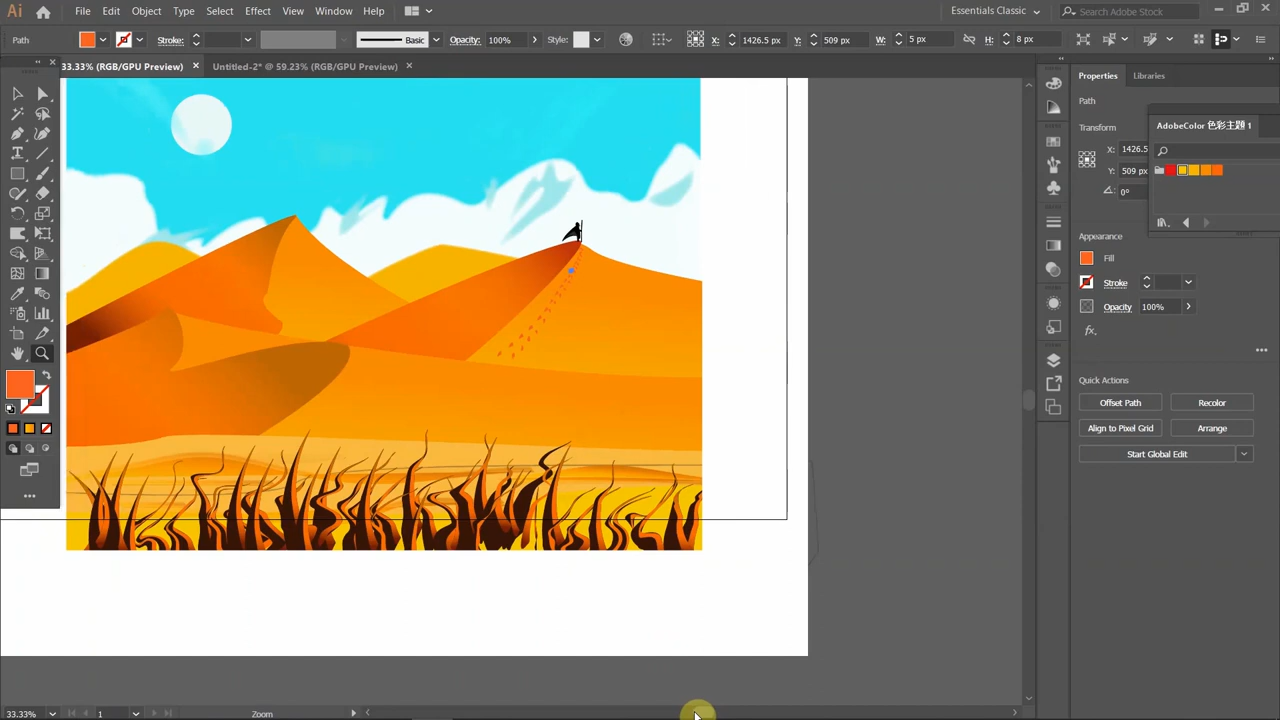 Ai File Edit Object Type Select Effect View Window Help Essentials Classic Search Adobe Stock
Path Stroke: Basic Opacity: 100% Style: X: 1426.5 px Y: 509 px W: 5 px H: 8 px
33.33% (RGB/GPU Preview) × Untitled-2* @ 59.23% (RGB/GPU Preview) ×
Properties Libraries
Path
AdobeColor 色彩主题 1
Transform
X: 1426.5
Y: 509 px
0°
Appearance
Fill
Stroke
Opacity 100%
fx.
Quick Actions
Offset Path Recolor
Align to Pixel Grid Arrange
Start Global Edit
33.33% 1 Zoom